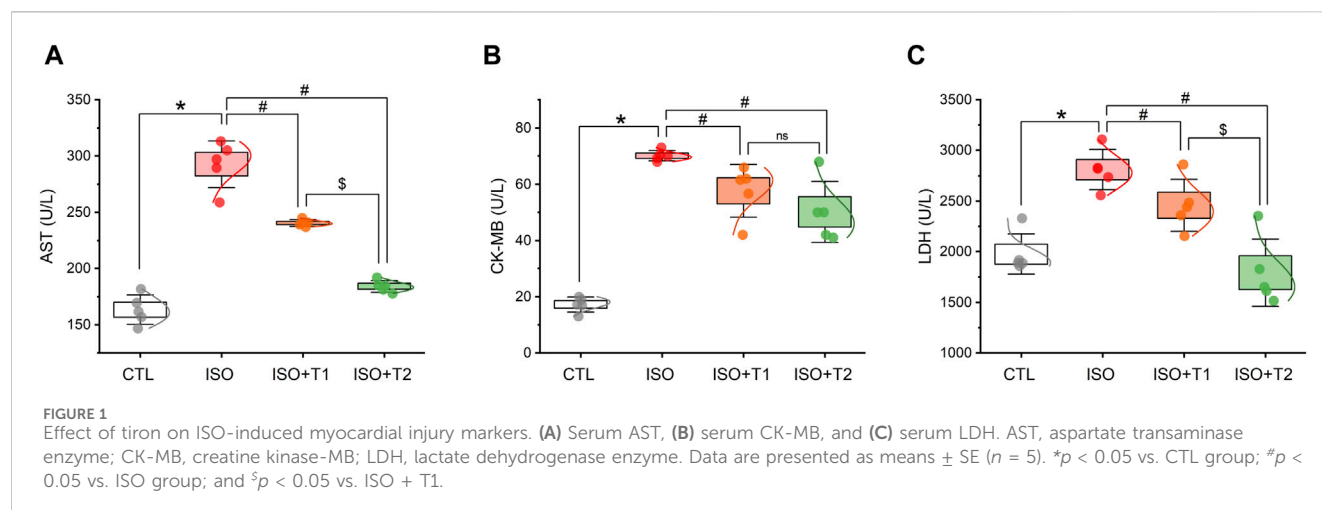 A
B
C
350
300
250
200
150
AST (U/L)
*
#
#
$
CTL
ISO
ISO+T1
ISO+T2
80
60
40
20
0
CK-MB (U/L)
*
#
#
ns
CTL
ISO
ISO+T1
ISO+T2
3500
3000
2500
2000
1500
1000
LDH (U/L)
*
#
#
$
CTL
ISO
ISO+T1
ISO+T2
FIGURE 1
Effect of tiron on ISO-induced myocardial injury markers. (A) Serum AST, (B) serum CK-MB, and (C) serum LDH. AST, aspartate transaminase
enzyme; CK-MB, creatine kinase-MB; LDH, lactate dehydrogenase enzyme. Data are presented as means ± SE (n = 5). *p < 0.05 vs. CTL group; #p <
0.05 vs. ISO group; and $p < 0.05 vs. ISO + T1.